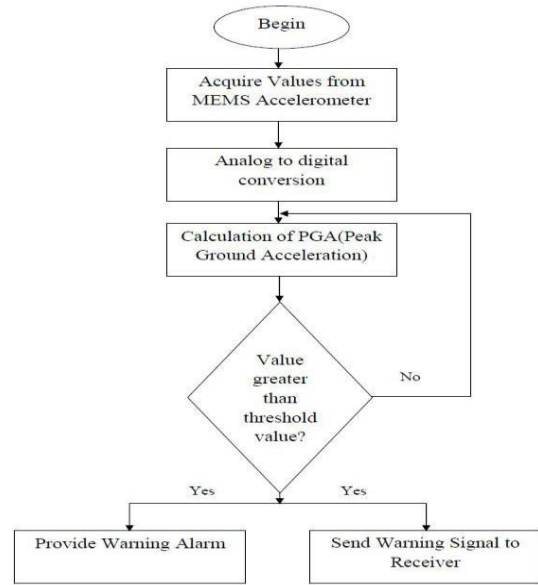 Begin
Acquire Values from
MEMS Accelerometer
Analog to digital
conversion
Calculation of PGA(Peak
Ground Acceleration)
Value
greater
than
threshold
value?
No
Yes
Yes
Provide Warning Alarm
Send Warning Signal to
Receiver